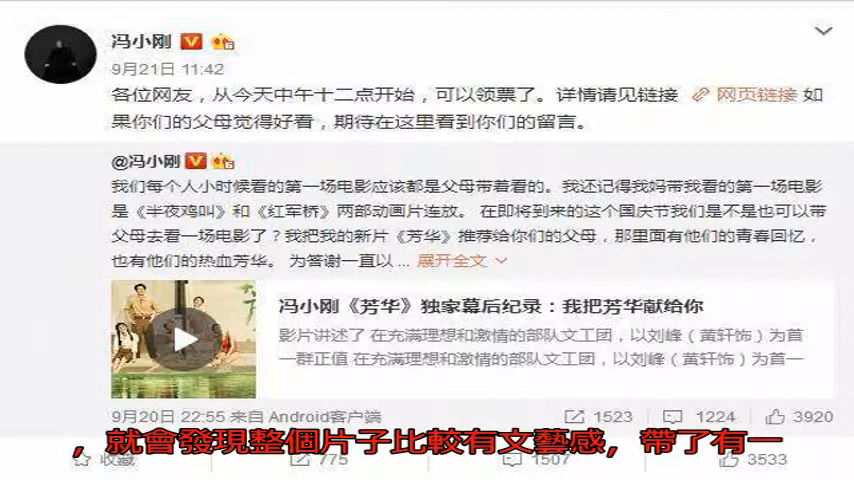 冯小刚
9月21日 11:42
各位网友，从今天中午十二点开始，可以领票了。详情请见链接 网页链接 如
果你们的父母觉得好看，期待在这里看到你们的留言。
@冯小刚
我们每个人小时候看的第一场电影应该都是父母带着看的。我还记得我妈带我看的第一场电影
是《半夜鸡叫》和《红军桥》两部动画片连放。 在即将到来的这个国庆节我们是不是也可以带
父母去看一场电影了？我把我的新片《芳华》推荐给你们的父母，那里面有他们的青春回忆，
也有他们的热血芳华。 为答谢一直以 ... 展开全文
冯小刚《芳华》独家幕后纪录：我把芳华献给你
影片讲述了 在充满理想和激情的部队文工团，以刘峰（黄轩饰）为首
一群正值 在充满理想和激情的部队文工团，以刘峰（黄轩饰）为首一
9月20日 22:55 来自 Android客户端 1523 1224 3920
，就會發現整個片子比較有文藝感，帶了有一
收藏 775 1507 3533